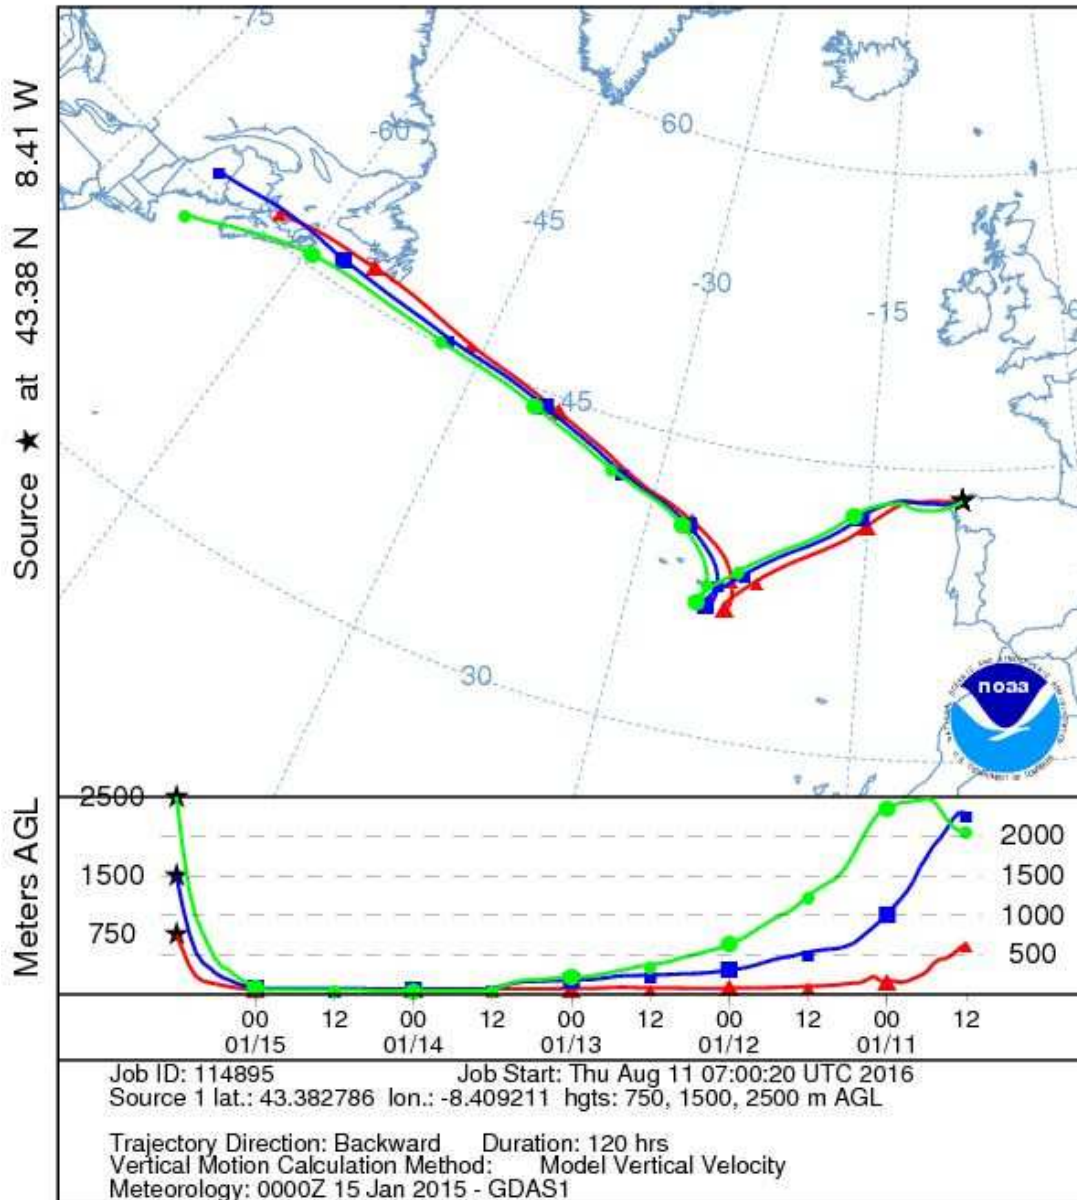 Source ★ at 43.38 N 8.41 W
-75
-60
60
-45
-30
-15
45
30
noaa
Meters AGL
2500
1500
750
2000
1500
1000
500
00 12 00 12 00 12 00 12 00 12
01/15 01/14 01/13 01/12 01/11
Job ID: 114895 Job Start: Thu Aug 11 07:00:20 UTC 2016
Source 1 lat.: 43.382786 lon.: -8.409211 hgts: 750, 1500, 2500 m AGL
Trajectory Direction: Backward Duration: 120 hrs
Vertical Motion Calculation Method: Model Vertical Velocity
Meteorology: 0000Z 15 Jan 2015 - GDAS1